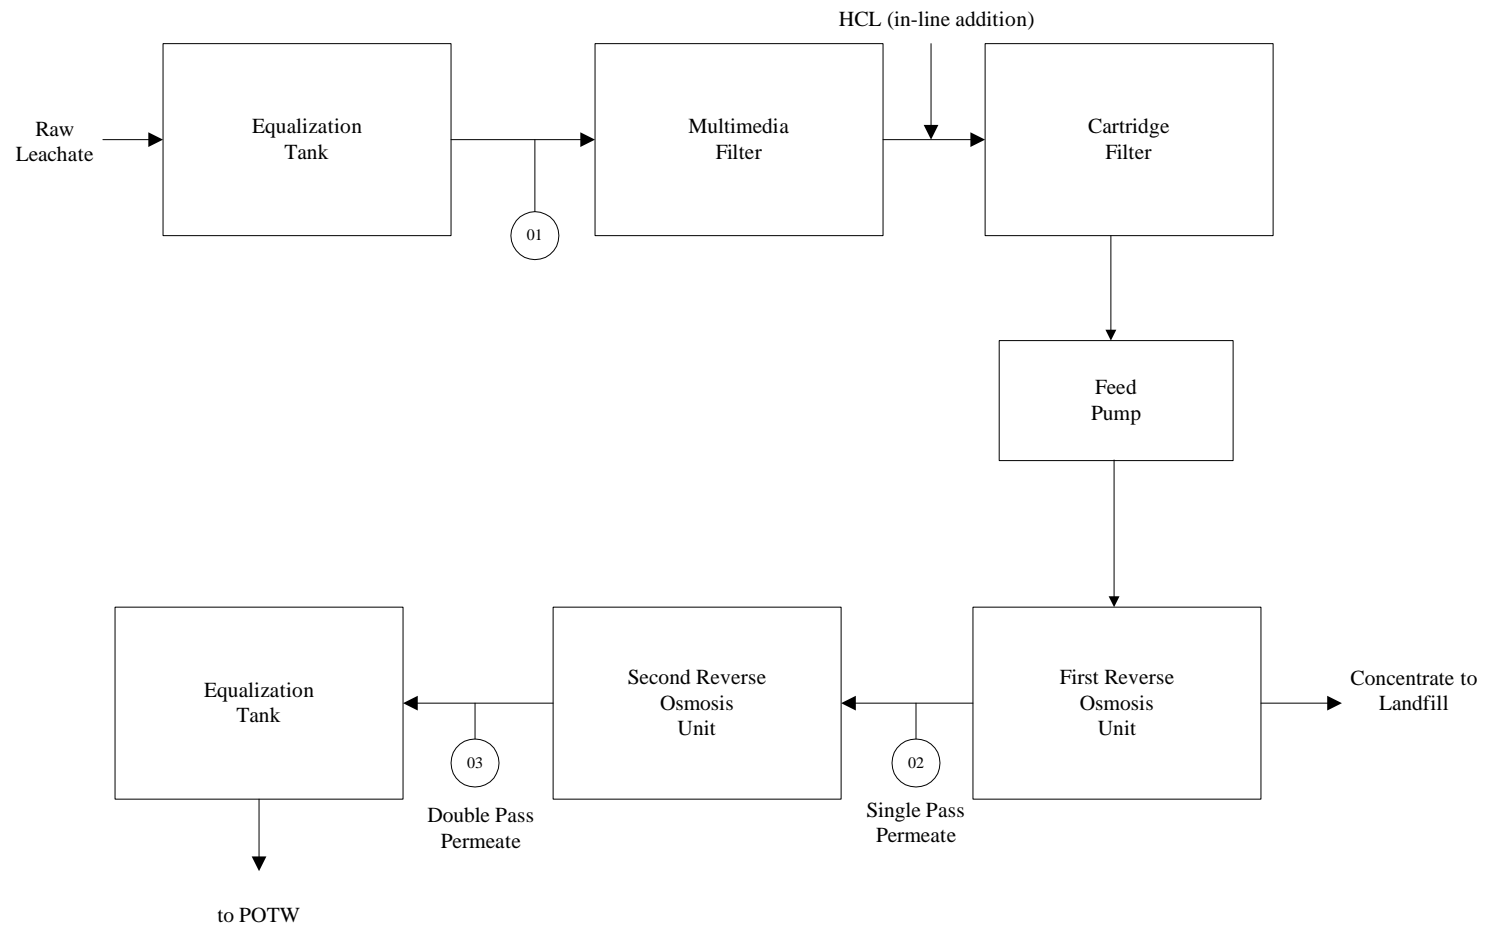 HCL (in-line addition)
Raw
Leachate
Equalization
Tank
Multimedia
Filter
Cartridge
Filter
01
Feed
Pump
Equalization
Tank
Second Reverse
Osmosis
Unit
First Reverse
Osmosis
Unit
Concentrate to
Landfill
03
02
Double Pass
Permeate
Single Pass
Permeate
to POTW